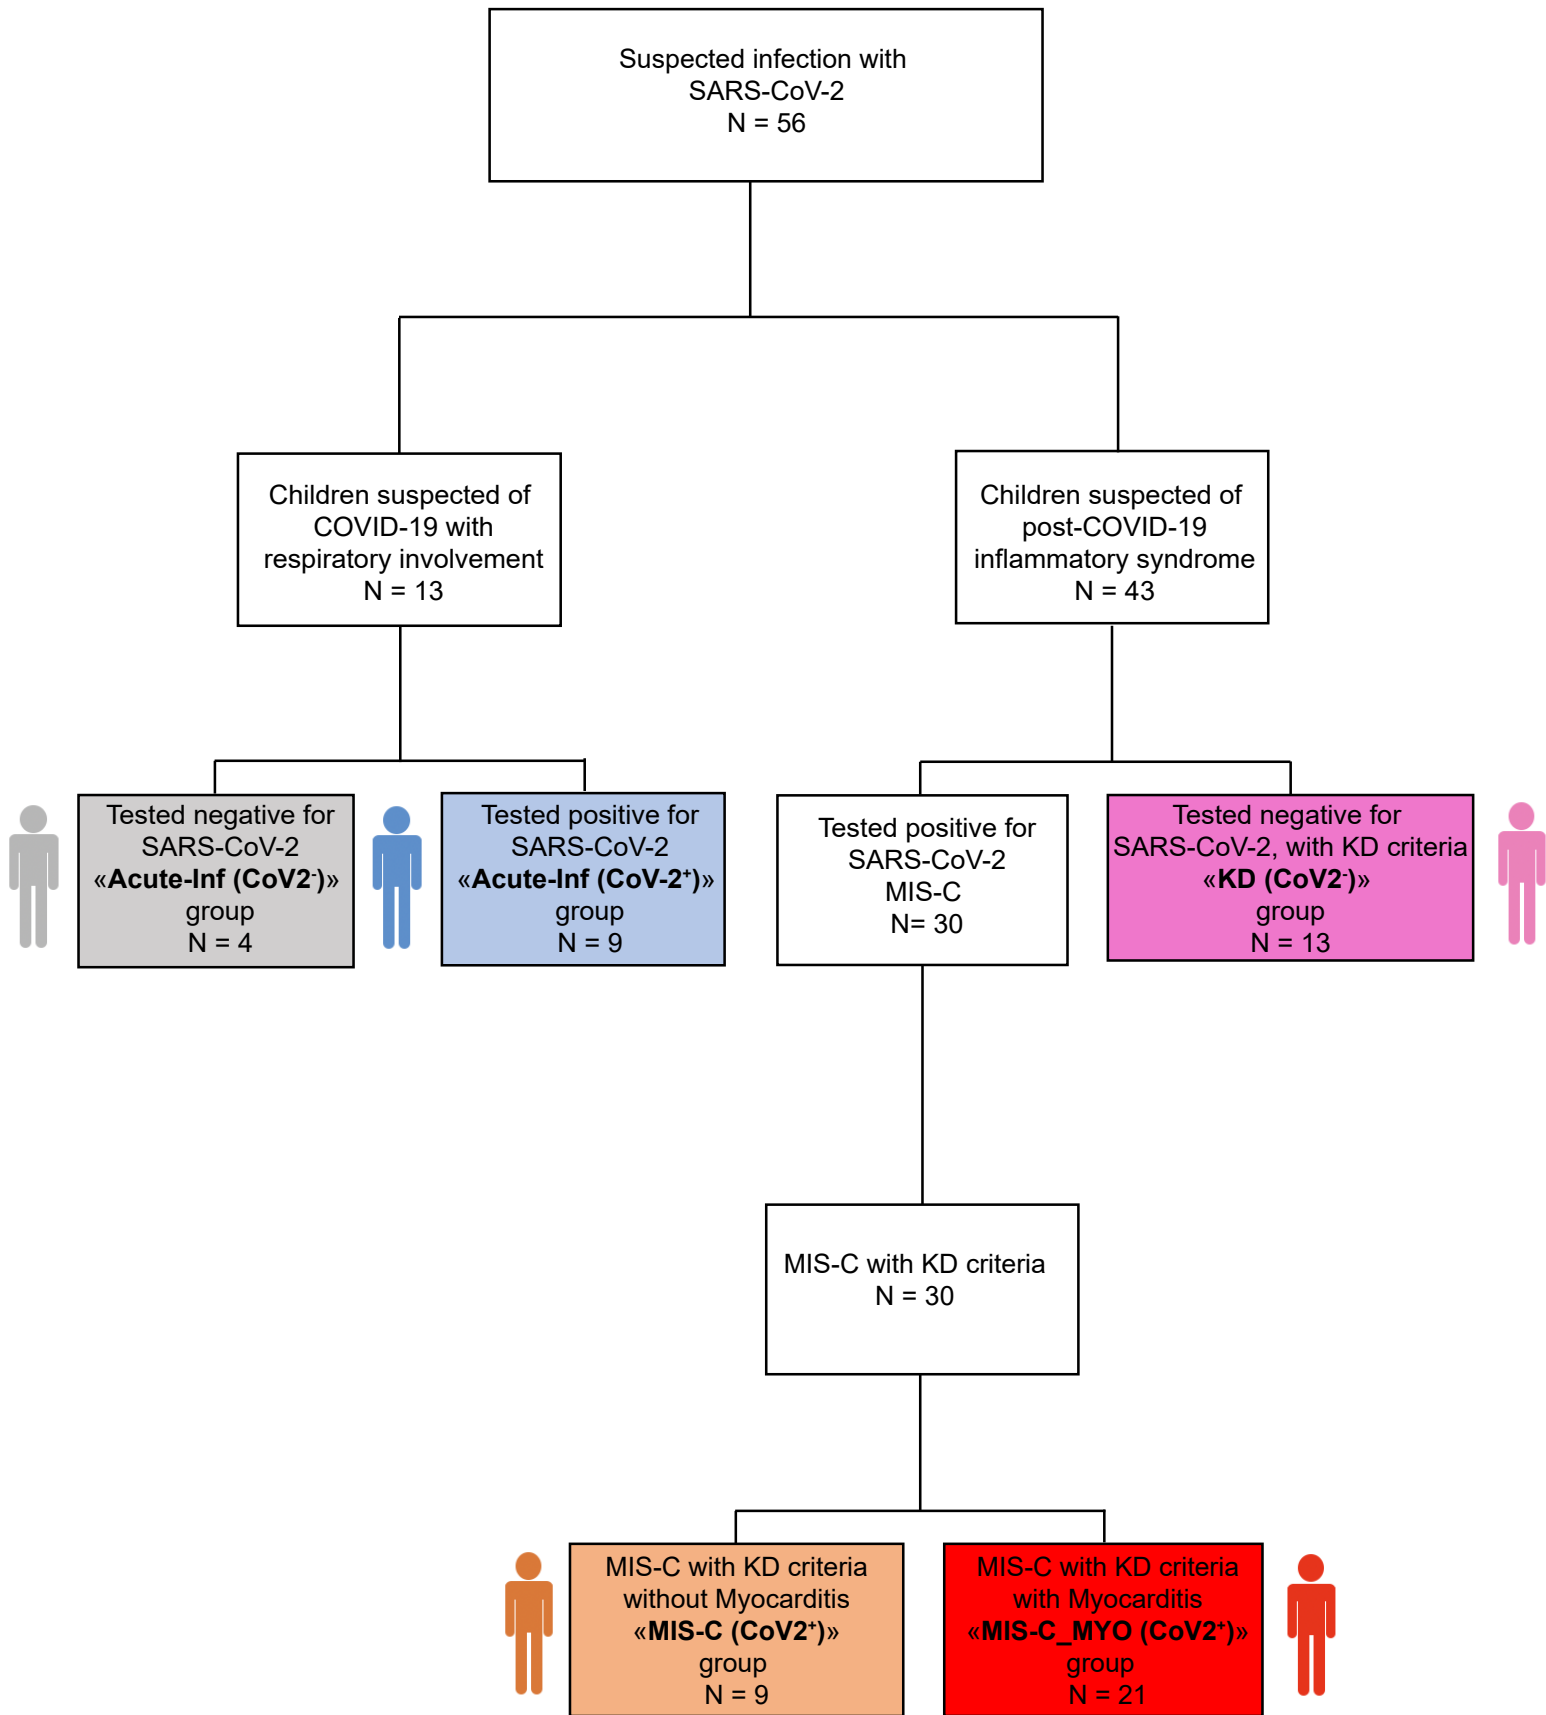 Suspected infection with
SARS-CoV-2
N = 56
Children suspected of
COVID-19 with
respiratory involvement
N = 13
Children suspected of
post-COVID-19
inflammatory syndrome
N = 43
Tested negative for
SARS-CoV-2
«Acute-Inf (CoV2⁻)»
group
N = 4
Tested positive for
SARS-CoV-2
«Acute-Inf (CoV-2⁺)»
group
N = 9
Tested positive for
SARS-CoV-2
MIS-C
N= 30
Tested negative for
SARS-CoV-2, with KD criteria
«KD (CoV2⁻)»
group
N = 13
MIS-C with KD criteria
N = 30
MIS-C with KD criteria
without Myocarditis
«MIS-C (CoV2⁺)»
group
N = 9
MIS-C with KD criteria
with Myocarditis
«MIS-C_MYO (CoV2⁺)»
group
N = 21